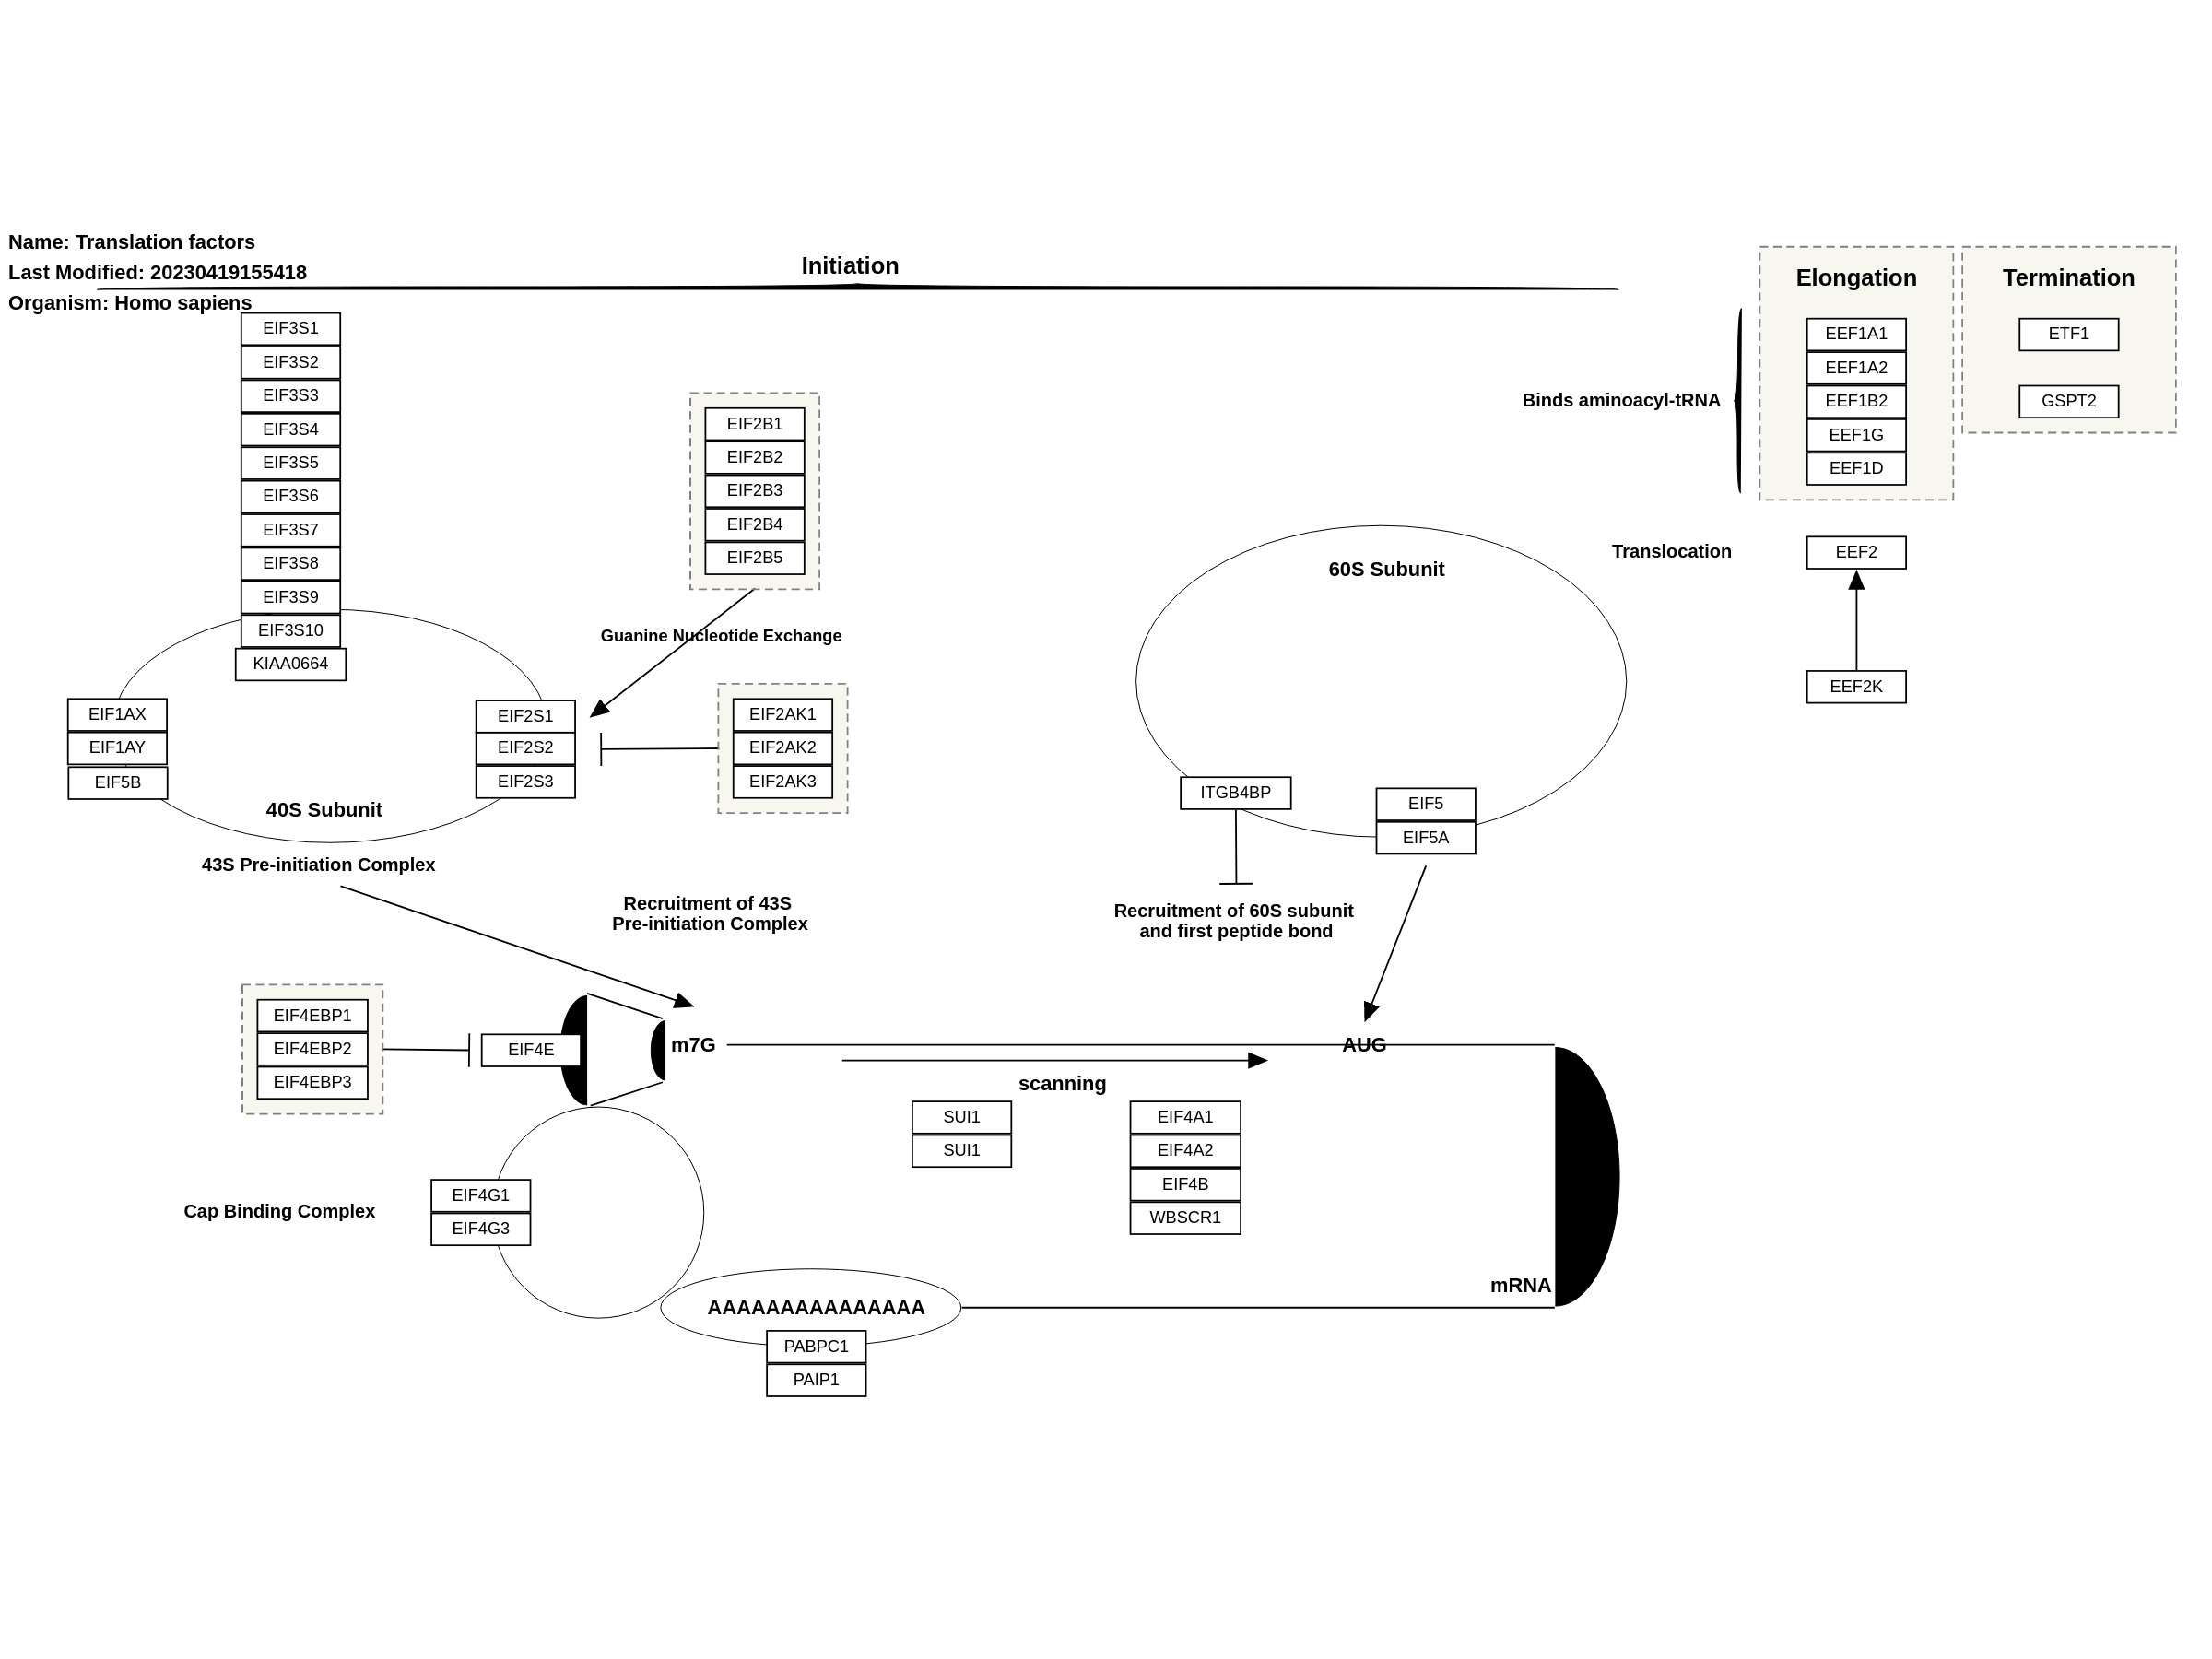 Name: Translation factors
Last Modified: 20230419155418
Organism: Homo sapiens
Initiation
EIF3S1
EIF3S2
EIF3S3
EIF3S4
EIF3S5
EIF3S6
EIF3S7
EIF3S8
EIF3S9
EIF3S10
KIAA0664
EIF1AX
EIF1AY
EIF5B
40S Subunit
EIF2S1
EIF2S2
EIF2S3
43S Pre-initiation Complex
EIF2B1
EIF2B2
EIF2B3
EIF2B4
EIF2B5
Guanine Nucleotide Exchange
EIF2AK1
EIF2AK2
EIF2AK3
Recruitment of 43S
Pre-initiation Complex
60S Subunit
ITGB4BP
EIF5
EIF5A
Recruitment of 60S subunit
and first peptide bond
Binds aminoacyl-tRNA
Elongation
EEF1A1
EEF1A2
EEF1B2
EEF1G
EEF1D
Termination
ETF1
GSPT2
Translocation
EEF2
EEF2K
EIF4EBP1
EIF4EBP2
EIF4EBP3
EIF4E
m7G
AUG
scanning
SUI1
SUI1
EIF4A1
EIF4A2
EIF4B
WBSCR1
Cap Binding Complex
EIF4G1
EIF4G3
mRNA
AAAAAAAAAAAAAAA
PABPC1
PAIP1